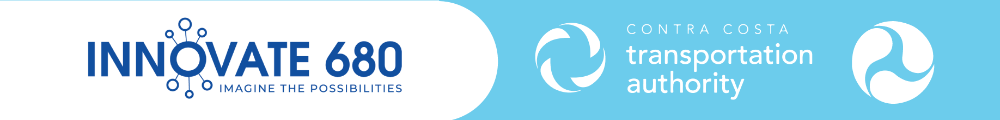 INNOVATE 680
IMAGINE THE POSSIBILITIES
CONTRA COSTA
transportation
authority